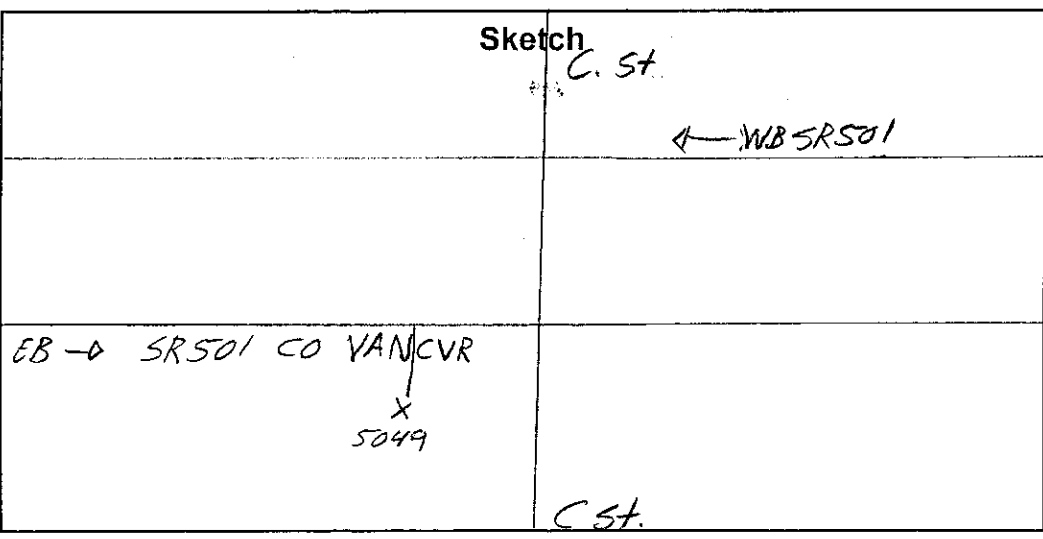 Sketch
C. St.
← WB SR501
EB → SR501 CO VANCVR
X
5049
C St.